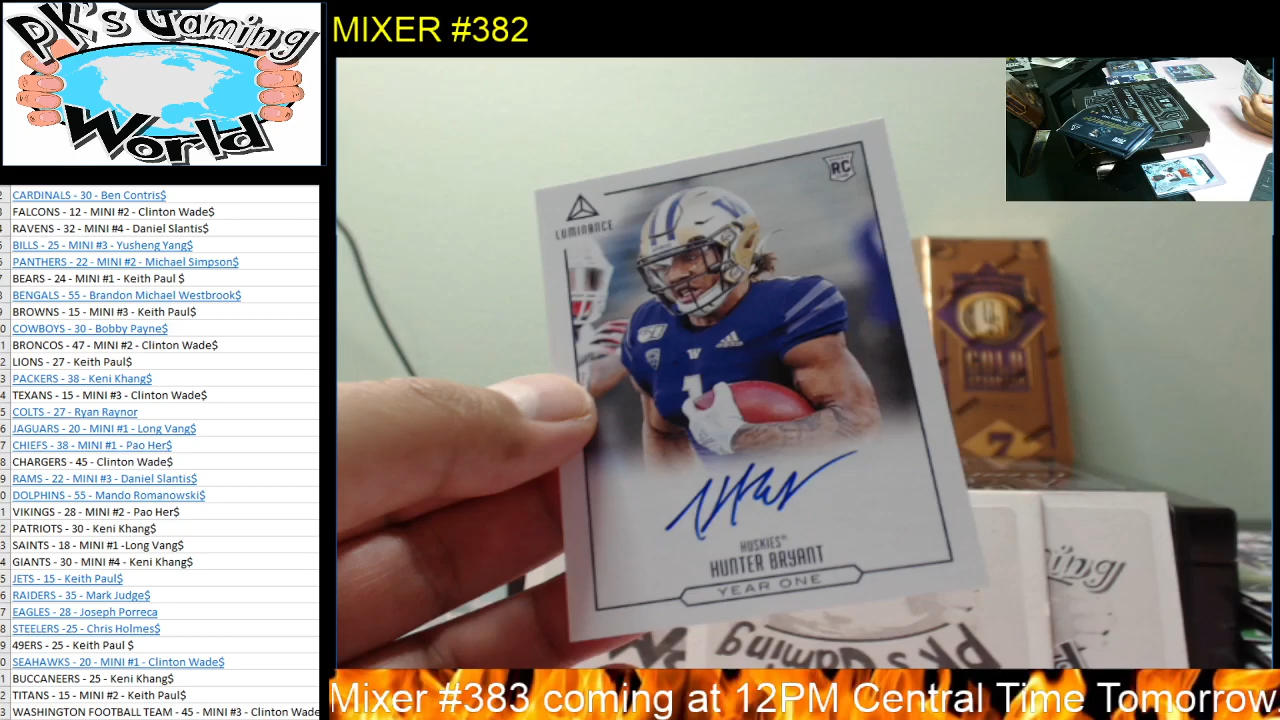 PK's Gaming
World
MIXER #382
CARDINALS - 30 - Ben Contris$
FALCONS - 12 - MINI #2 - Clinton Wade$
RAVENS - 32 - MINI #4 - Daniel Slantis$
BILLS - 25 - MINI #3 - Yusheng Yang$
PANTHERS - 22 - MINI #2 - Michael Simpson$
BEARS - 24 - MINI #1 - Keith Paul $
BENGALS - 55 - Brandon Michael Westbrook$
BROWNS - 15 - MINI #3 - Keith Paul$
COWBOYS - 30 - Bobby Payne$
BRONCOS - 47 - MINI #2 - Clinton Wade$
LIONS - 27 - Keith Paul$
PACKERS - 38 - Keni Khang$
TEXANS - 15 - MINI #3 - Clinton Wade$
COLTS - 27 - Ryan Raynor
JAGUARS - 20 - MINI #1 - Long Vang$
CHIEFS - 38 - MINI #1 - Pao Her$
CHARGERS - 45 - Clinton Wade$
RAMS - 22 - MINI #3 - Daniel Slantis$
DOLPHINS - 55 - Mando Romanowski$
VIKINGS - 28 - MINI #2 - Pao Her$
PATRIOTS - 30 - Keni Khang$
SAINTS - 18 - MINI #1 -Long Vang$
GIANTS - 30 - MINI #4 - Keni Khang$
JETS - 15 - Keith Paul$
RAIDERS - 35 - Mark Judge$
EAGLES - 28 - Joseph Porreca
STEELERS -25 - Chris Holmes$
49ERS - 25 - Keith Paul $
SEAHAWKS - 20 - MINI #1 - Clinton Wade$
BUCCANEERS - 25 - Keni Khang$
TITANS - 15 - MINI #2 - Keith Paul$
WASHINGTON FOOTBALL TEAM - 45 - MINI #3 - Clinton Wade
LUMINANCE
RC
150
W
1
HUSKIES™
HUNTER BRYANT
YEAR ONE
GOLD
7
PK's Gaming
Mixer #383 coming at 12PM Central Time Tomorrow.